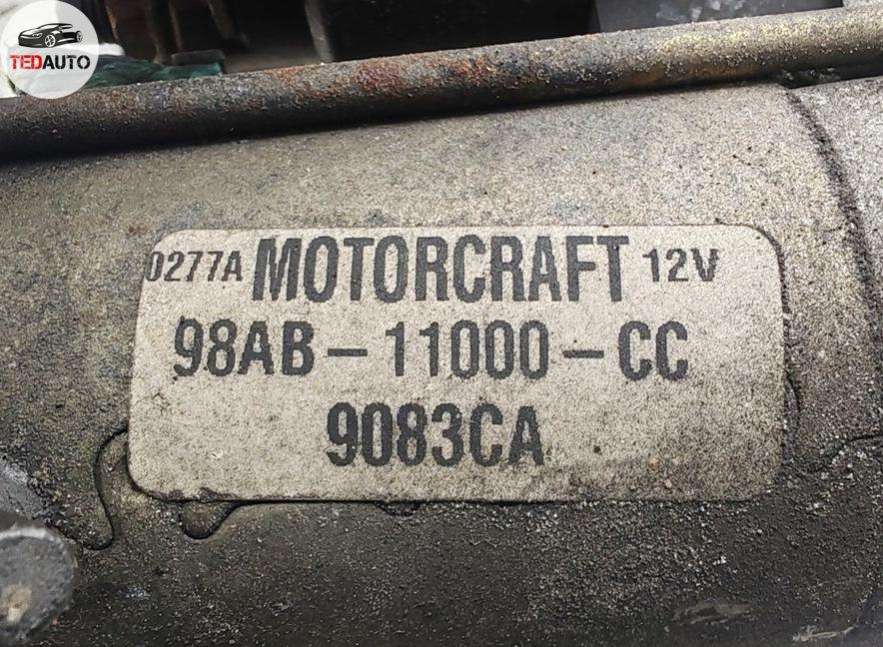 TEDAUTO
0277A MOTORCRAFT 12V
98AB-11000-CC
9083CA